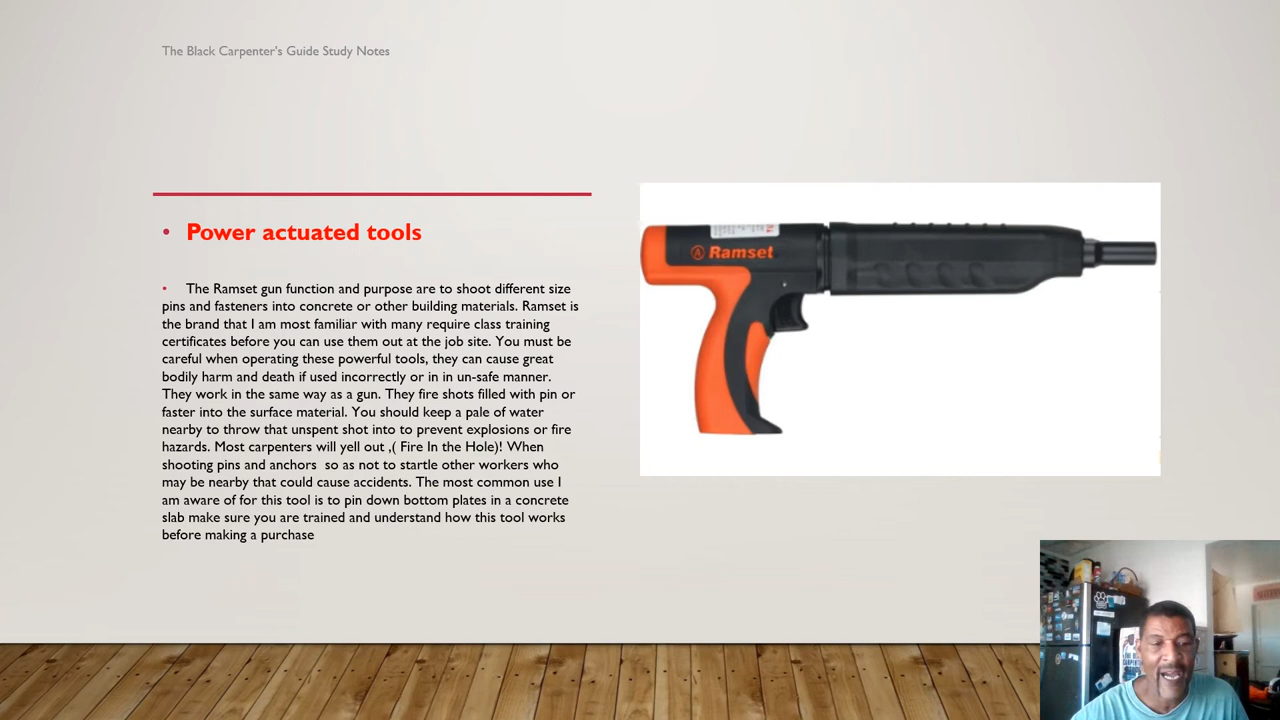 The Black Carpenter's Guide Study Notes
• Power actuated tools
• The Ramset gun function and purpose are to shoot different size
pins and fasteners into concrete or other building materials. Ramset is
the brand that I am most familiar with many require class training
certificates before you can use them out at the job site. You must be
careful when operating these powerful tools, they can cause great
bodily harm and death if used incorrectly or in in un-safe manner.
They work in the same way as a gun. They fire shots filled with pin or
faster into the surface material. You should keep a pale of water
nearby to throw that unspent shot into to prevent explosions or fire
hazards. Most carpenters will yell out ,( Fire In the Hole)! When
shooting pins and anchors  so as not to startle other workers who
may be nearby that could cause accidents. The most common use I
am aware of for this tool is to pin down bottom plates in a concrete
slab make sure you are trained and understand how this tool works
before making a purchase
Ramset